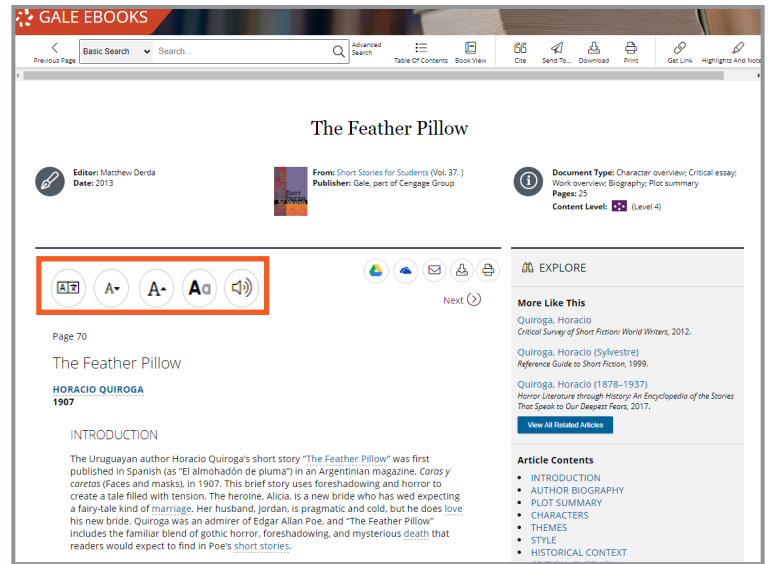 GALE EBOOKS
Previous Page
Basic Search
Search...
Advanced Search
Table Of Contents
Book View
Cite
Send To...
Download
Print
Get Link
Highlights And Note
The Feather Pillow
Editor: Matthew Derda
Date: 2013
Short Stories for Students
From: Short Stories for Students (Vol. 37. )
Publisher: Gale, part of Cengage Group
Document Type: Character overview; Critical essay;
Work overview; Biography; Plot summary
Pages: 25
Content Level: (Level 4)
A
A
Aa
Next
Page 70
The Feather Pillow
HORACIO QUIROGA
1907
INTRODUCTION
The Uruguayan author Horacio Quiroga's short story "The Feather Pillow" was first
published in Spanish (as "El almohadón de pluma") in an Argentinian magazine, Caras y
caretas (Faces and masks), in 1907. This brief story uses foreshadowing and horror to
create a tale filled with tension. The heroine, Alicia, is a new bride who has wed expecting
a fairy-tale kind of marriage. Her husband, Jordan, is pragmatic and cold, but he does love
his new bride. Quiroga was an admirer of Edgar Allan Poe, and "The Feather Pillow"
includes the familiar blend of gothic horror, foreshadowing, and mysterious death that
readers would expect to find in Poe's short stories.
EXPLORE
More Like This
Quiroga, Horacio
Critical Survey of Short Fiction: World Writers, 2012.
Quiroga, Horacio (Sylvestre)
Reference Guide to Short Fiction, 1999.
Quiroga, Horacio (1878–1937)
Horror Literature through History: An Encyclopedia of the Stories
That Speak to Our Deepest Fears, 2017.
View All Related Articles
Article Contents
INTRODUCTION
AUTHOR BIOGRAPHY
PLOT SUMMARY
CHARACTERS
THEMES
STYLE
HISTORICAL CONTEXT